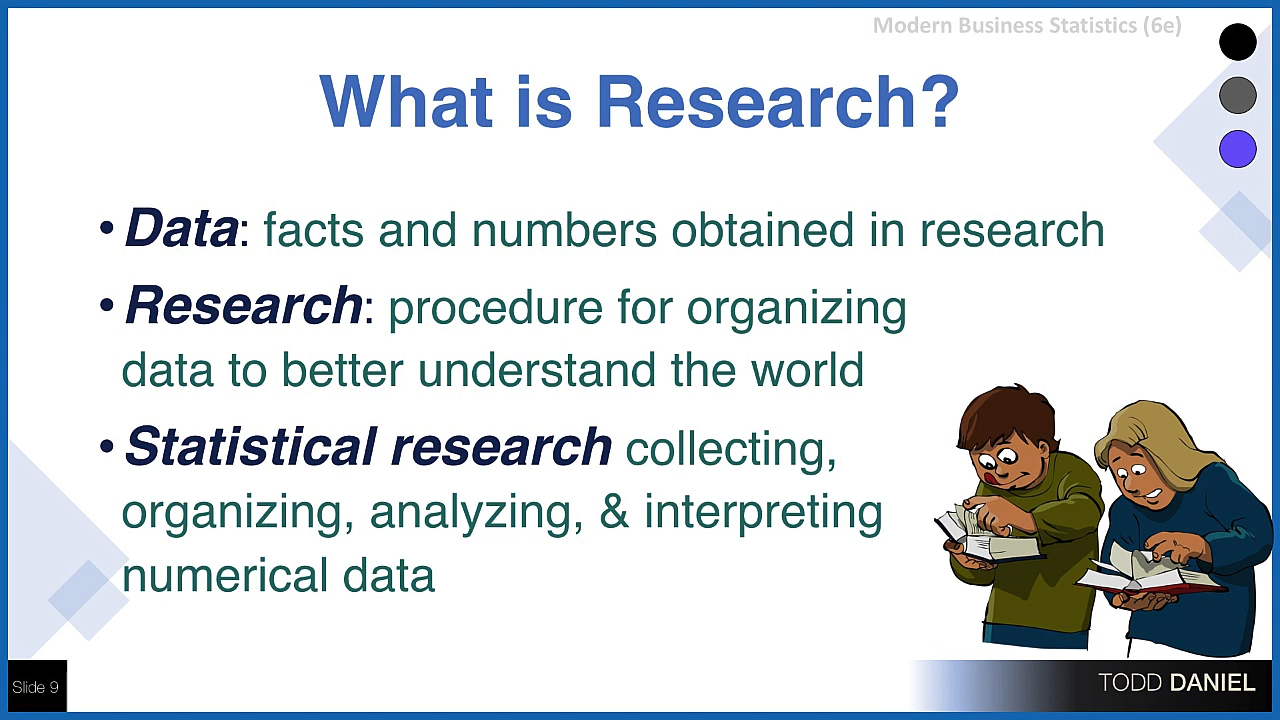 Modern Business Statistics (6e)
What is Research?
• Data: facts and numbers obtained in research
• Research: procedure for organizing
data to better understand the world
• Statistical research collecting,
organizing, analyzing, & interpreting
numerical data
Slide 9
TODD DANIEL